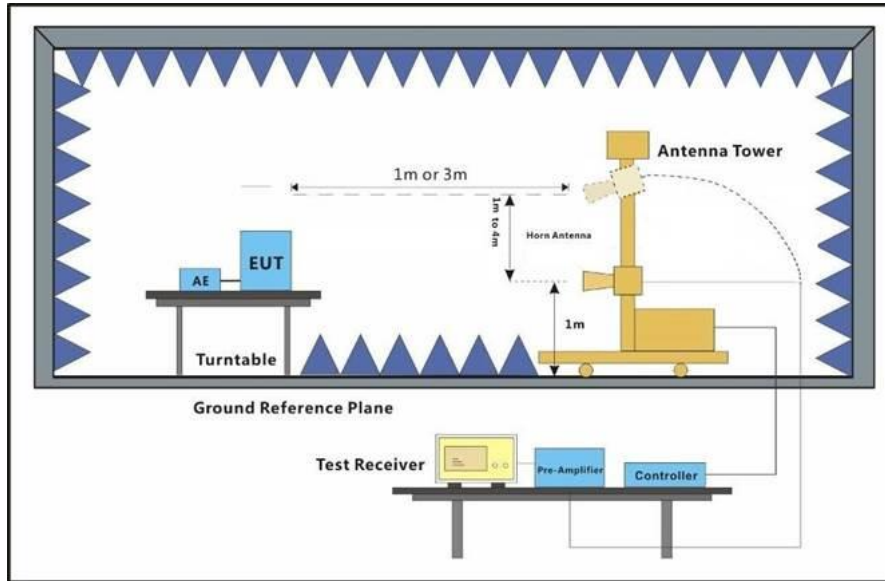 1m or 3m
Antenna Tower
1m to 4m
Horn Antenna
EUT
AE
1m
Turntable
Ground Reference Plane
Test Receiver
Pre-Amplifier
Controller